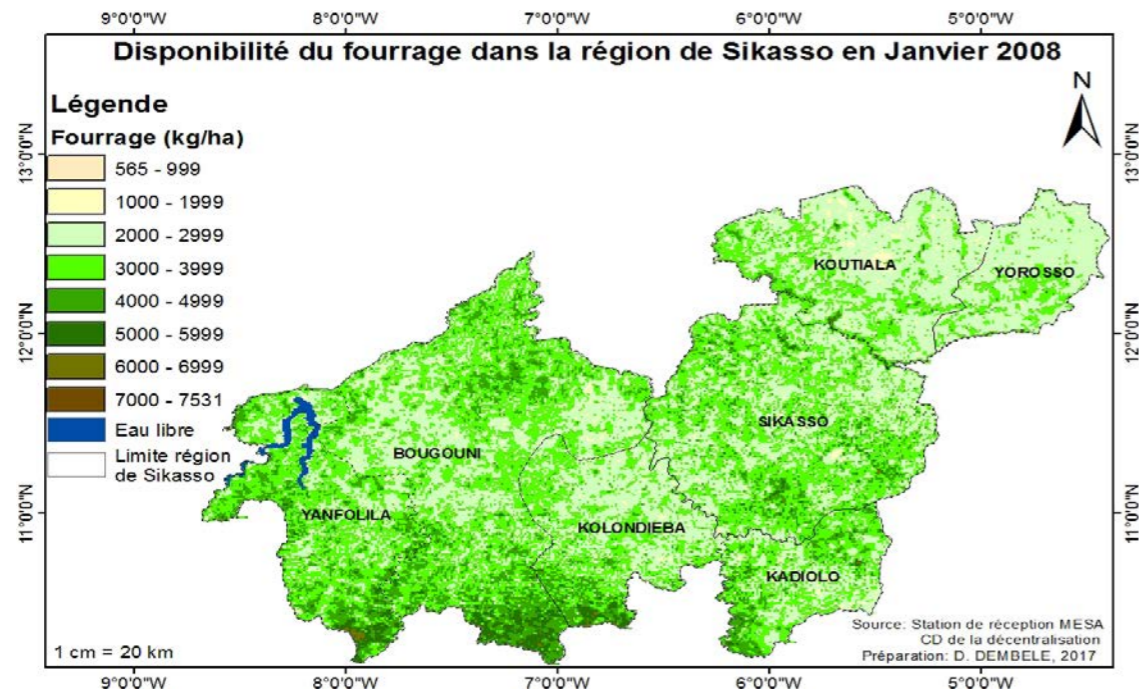 9°0'0"W 8°0'0"W 7°0'0"W 6°0'0"W 5°0'0"W
Disponibilité du fourrage dans la région de Sikasso en Janvier 2008
N
Légende
Fourrage (kg/ha)
565 - 999
1000 - 1999
2000 - 2999
3000 - 3999
4000 - 4999
5000 - 5999
6000 - 6999
7000 - 7531
Eau libre
Limite région
de Sikasso
13°0'0"N
12°0'0"N
11°0'0"N
KOUTIALA
YOROSSO
SIKASSO
BOUGOUNI
YANFOLILA
KOLONDIEBA
KADIOLO
13°0'0"N
12°0'0"N
11°0'0"N
Source: Station de réception MESA
CD de la décentralisation
Préparation: D. DEMBELE, 2017
1 cm = 20 km
9°0'0"W 8°0'0"W 7°0'0"W 6°0'0"W 5°0'0"W